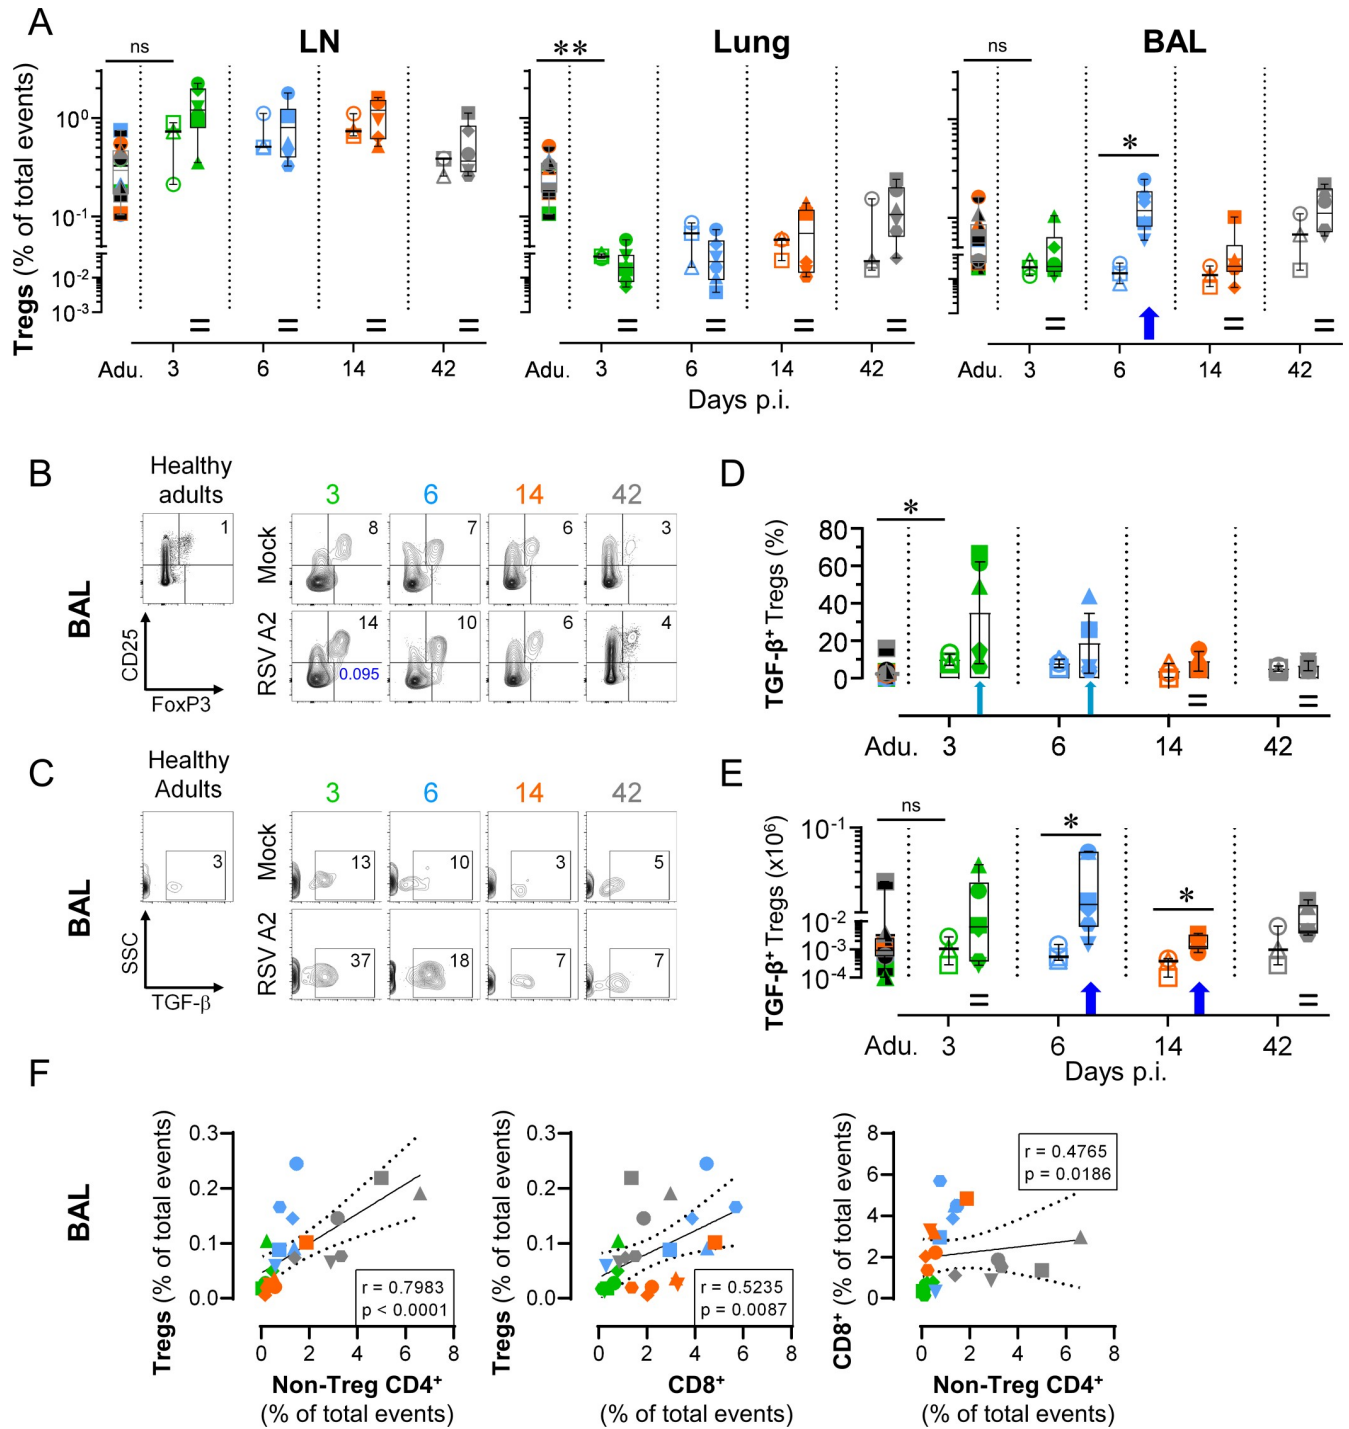 A
LN
Lung
BAL
ns
**
ns
*
Tregs (% of total events)
10⁰
10⁻¹
10⁻²
10⁻³
= = = =
= = = =
= = =
Adu. 3 6 14 42
Adu. 3 6 14 42
Adu. 3 6 14 42
Days p.i.
B
BAL
Healthy
adults
3 6 14 42
1
Mock
8 7 6 3
RSV A2
14 10 6 4
0.095
CD25
FoxP3
C
BAL
Healthy
Adults
3 6 14 42
3
Mock
13 10 3 5
RSV A2
37 18 7 7
SSC
TGF-β
D
*
TGF-β⁺ Tregs (%)
80
60
40
20
0
= =
Adu. 3 6 14 42
E
ns
*
*
TGF-β⁺ Tregs (x10⁶)
10⁻¹
10⁻²
10⁻³
10⁻⁴
= =
Adu. 3 6 14 42
Days p.i.
F
BAL
Tregs (% of total events)
0.3
0.2
0.1
0.0
r = 0.7983
p < 0.0001
0 2 4 6 8
Non-Treg CD4⁺
(% of total events)
Tregs (% of total events)
0.3
0.2
0.1
0.0
r = 0.5235
p = 0.0087
0 2 4 6 8
CD8⁺
(% of total events)
CD8⁺ (% of total events)
8
6
4
2
0
r = 0.4765
p = 0.0186
0 2 4 6 8
Non-Treg CD4⁺
(% of total events)